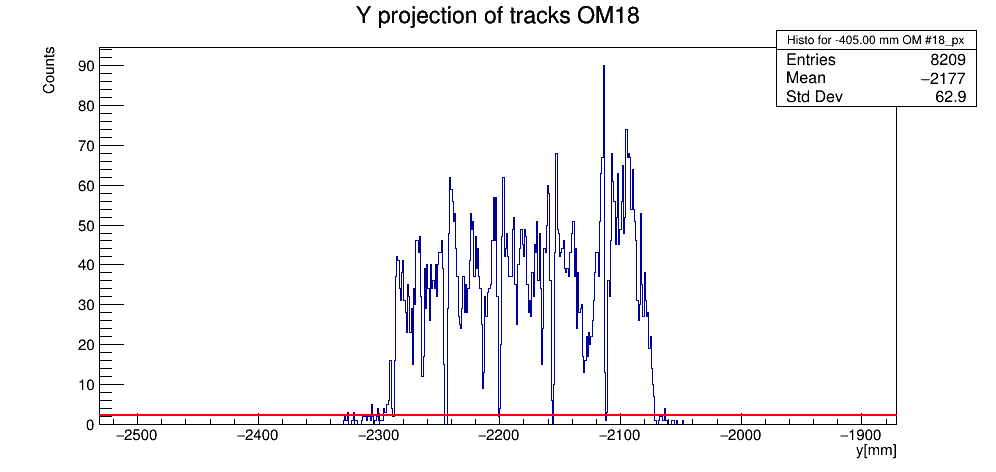 Y projection of tracks OM18
Histo for -405.00 mm OM #18_px
Entries 8209
Mean −2177
Std Dev 62.9
Counts
90
80
70
60
50
40
30
20
10
0
−2500 −2400 −2300 −2200 −2100 −2000 −1900
y[mm]